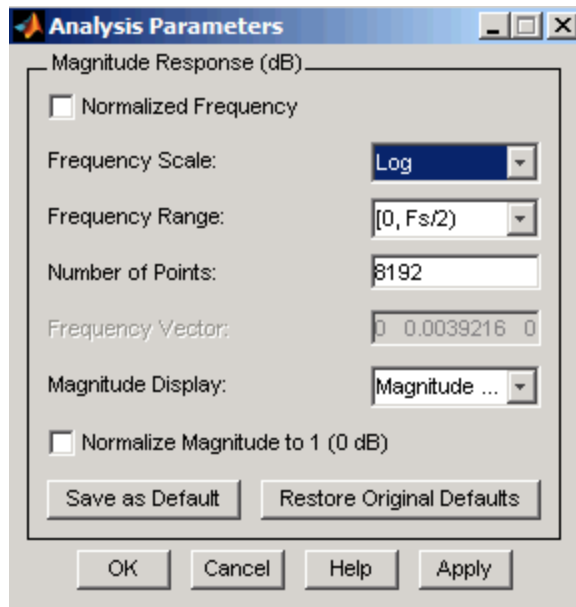 Analysis Parameters
Magnitude Response (dB)
Normalized Frequency
Frequency Scale: Log
Frequency Range: [0, Fs/2)
Number of Points: 8192
Frequency Vector: 0 0.0039216 0
Magnitude Display: Magnitude ...
Normalize Magnitude to 1 (0 dB)
Save as Default Restore Original Defaults
OK Cancel Help Apply